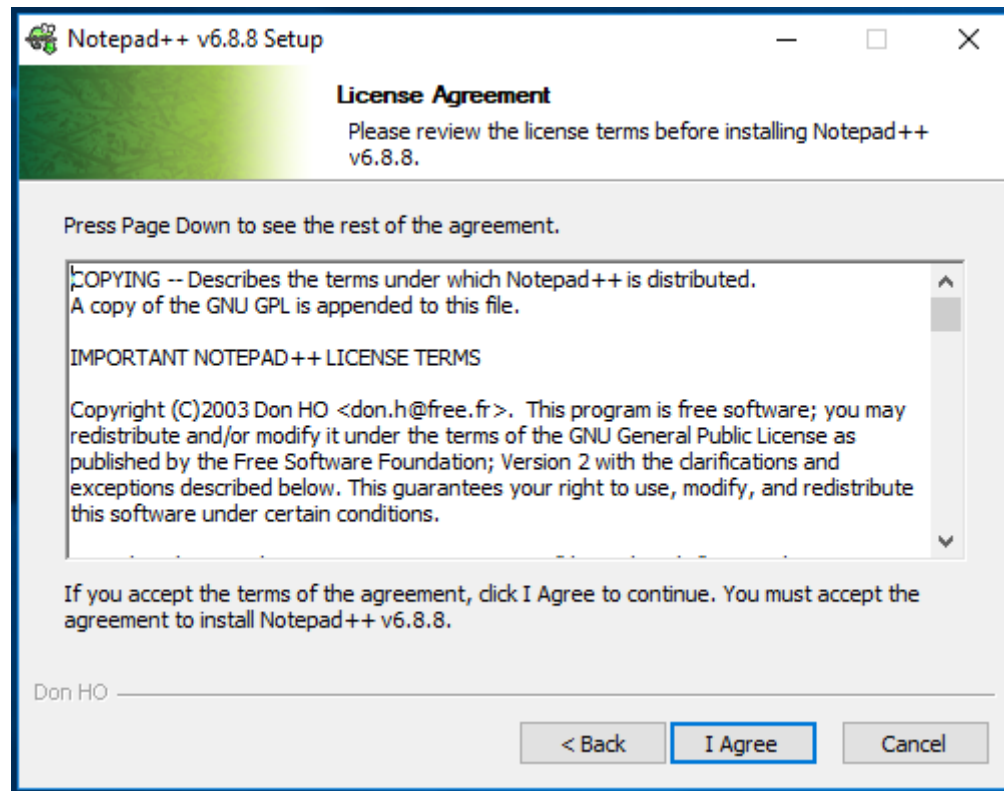 Notepad++ v6.8.8 Setup
License Agreement
Please review the license terms before installing Notepad++
v6.8.8.
Press Page Down to see the rest of the agreement.
COPYING -- Describes the terms under which Notepad++ is distributed.
A copy of the GNU GPL is appended to this file.
IMPORTANT NOTEPAD++ LICENSE TERMS
Copyright (C)2003 Don HO <don.h@free.fr>.  This program is free software; you may
redistribute and/or modify it under the terms of the GNU General Public License as
published by the Free Software Foundation; Version 2 with the clarifications and
exceptions described below. This guarantees your right to use, modify, and redistribute
this software under certain conditions.
If you accept the terms of the agreement, click I Agree to continue. You must accept the
agreement to install Notepad++ v6.8.8.
Don HO
< Back
I Agree
Cancel